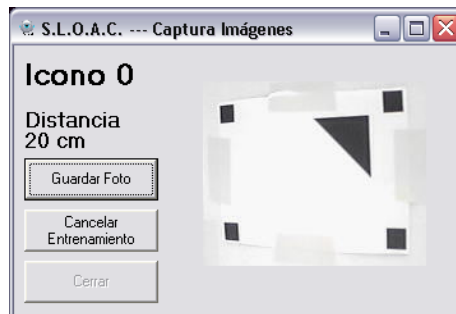 S.L.O.A.C. --- Captura Imágenes
Icono 0
Distancia
20 cm
Guardar Foto
Cancelar
Entrenamiento
Cerrar